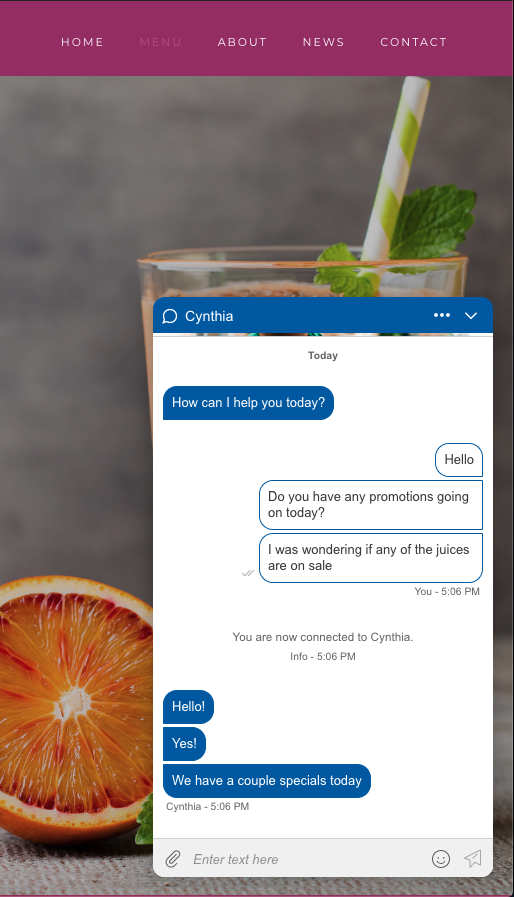 HOME MENU ABOUT NEWS CONTACT
Cynthia
Today
How can I help you today?
Hello
Do you have any promotions going
on today?
I was wondering if any of the juices
are on sale
You - 5:06 PM
You are now connected to Cynthia.
Info - 5:06 PM
Hello!
Yes!
We have a couple specials today
Cynthia - 5:06 PM
Enter text here